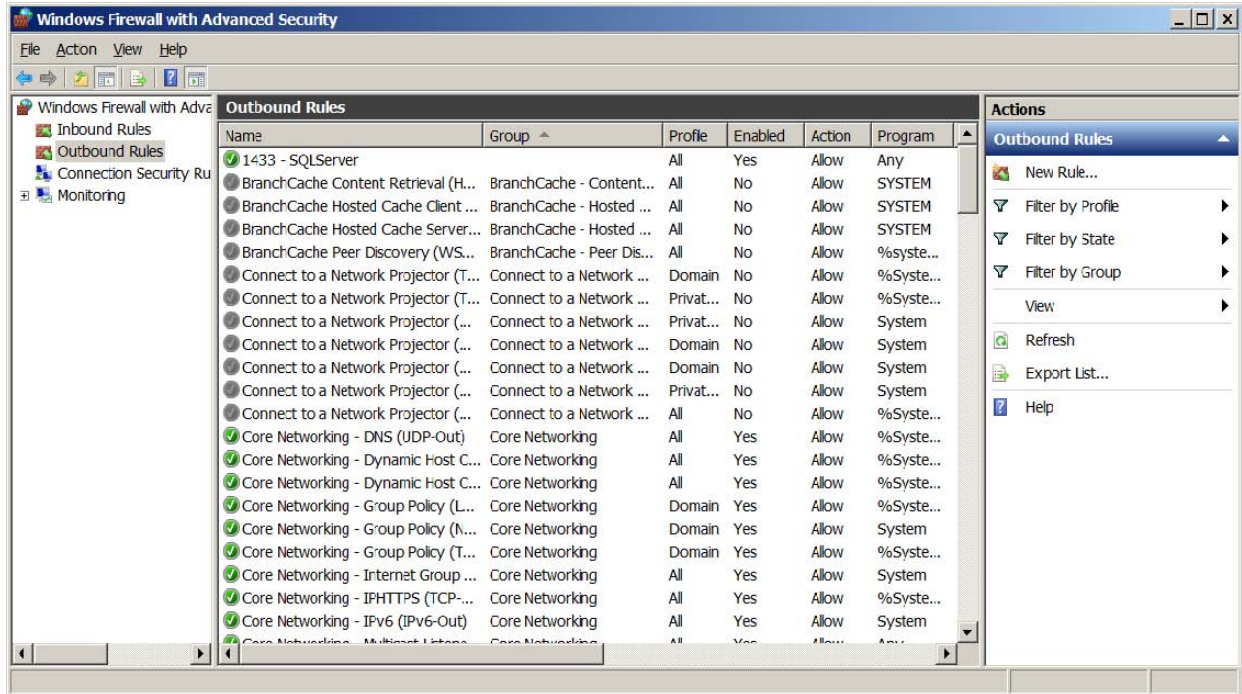 Windows Firewall with Advanced Security
File Acton View Help
Windows Firewall with Adva
Inbound Rules
Outbound Rules
Connection Security Ru
Monitoring
Outbound Rules
Name Group Profile Enabled Action Program
1433 - SQLServer All Yes Allow Any
BranchCache Content Retrieval (H... BranchCache - Content... All No Allow SYSTEM
BranchCache Hosted Cache Client ... BranchCache - Hosted ... All No Allow SYSTEM
BranchCache Hosted Cache Server... BranchCache - Hosted ... All No Allow SYSTEM
BranchCache Peer Discovery (WS... BranchCache - Peer Dis... All No Allow %syste...
Connect to a Network Projector (T... Connect to a Network ... Domain No Allow %Syste...
Connect to a Network Projector (T... Connect to a Network ... Privat... No Allow %Syste...
Connect to a Network Projector (... Connect to a Network ... Privat... No Allow System
Connect to a Network Projector (... Connect to a Network ... Domain No Allow System
Connect to a Network Projector (... Connect to a Network ... Domain No Allow System
Connect to a Network Projector (... Connect to a Network ... Privat... No Allow System
Connect to a Network Projector (... Connect to a Network ... All No Allow %Syste...
Core Networking - DNS (UDP-Out) Core Networking All Yes Allow %Syste...
Core Networking - Dynamic Host C... Core Networking All Yes Allow %Syste...
Core Networking - Dynamic Host C... Core Networking All Yes Allow %Syste...
Core Networking - Group Policy (L... Core Networking Domain Yes Allow %Syste...
Core Networking - Group Policy (N... Core Networking Domain Yes Allow System
Core Networking - Group Policy (T... Core Networking Domain Yes Allow %Syste...
Core Networking - Internet Group ... Core Networking All Yes Allow System
Core Networking - IPHTTPS (TCP-... Core Networking All Yes Allow %Syste...
Core Networking - IPv6 (IPv6-Out) Core Networking All Yes Allow System
Core Networking - Multicast Listene... Core Networking All Yes Allow Any
Actions
Outbound Rules
New Rule...
Filter by Profile
Filter by State
Filter by Group
View
Refresh
Export List...
Help